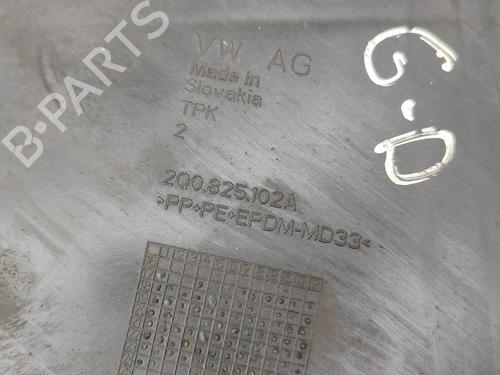 B-PARTS
VW AG
Made in
Slovakia
TPK
2
G.D
2Q0.825.102A
>PP+PE+EPDM-MD33<